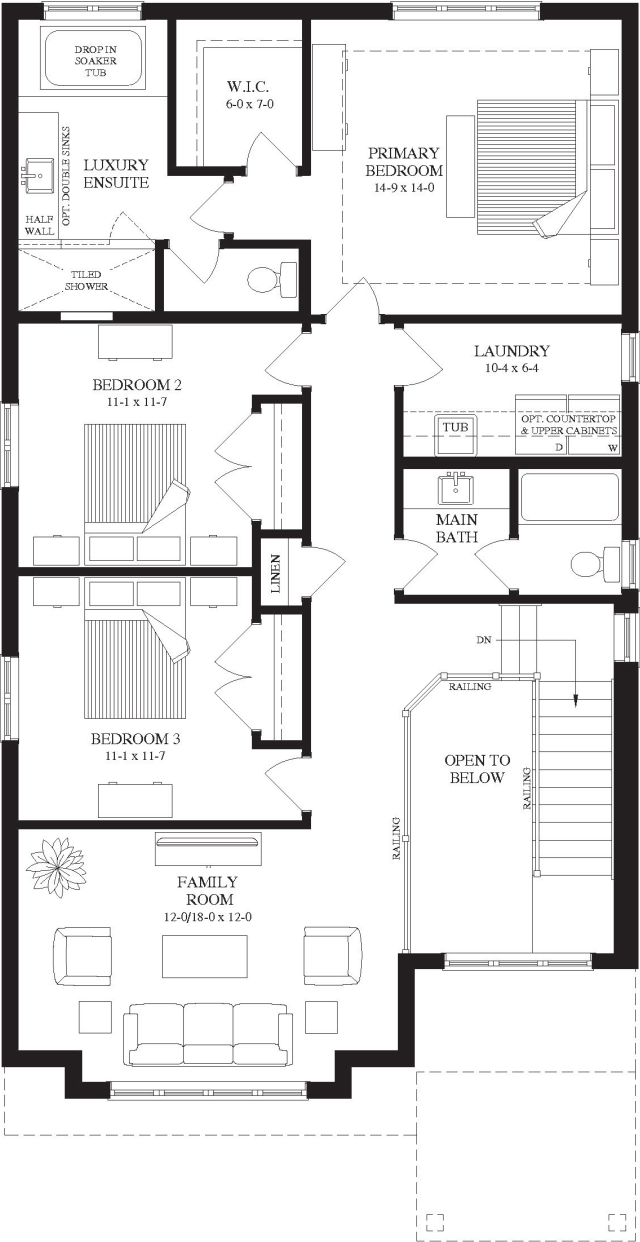 DROP IN
SOAKER
TUB
W.I.C.
6-0 x 7-0
PRIMARY
BEDROOM
14-9 x 14-0
LUXURY
ENSUITE
OPT. DOUBLE SINKS
HALF
WALL
TILED
SHOWER
BEDROOM 2
11-1 x 11-7
LAUNDRY
10-4 x 6-4
TUB
OPT. COUNTERTOP
& UPPER CABINETS
D
W
MAIN
BATH
LINEN
DN
RAILING
BEDROOM 3
11-1 x 11-7
OPEN TO
BELOW
RAILING
RAILING
FAMILY
ROOM
12-0/18-0 x 12-0